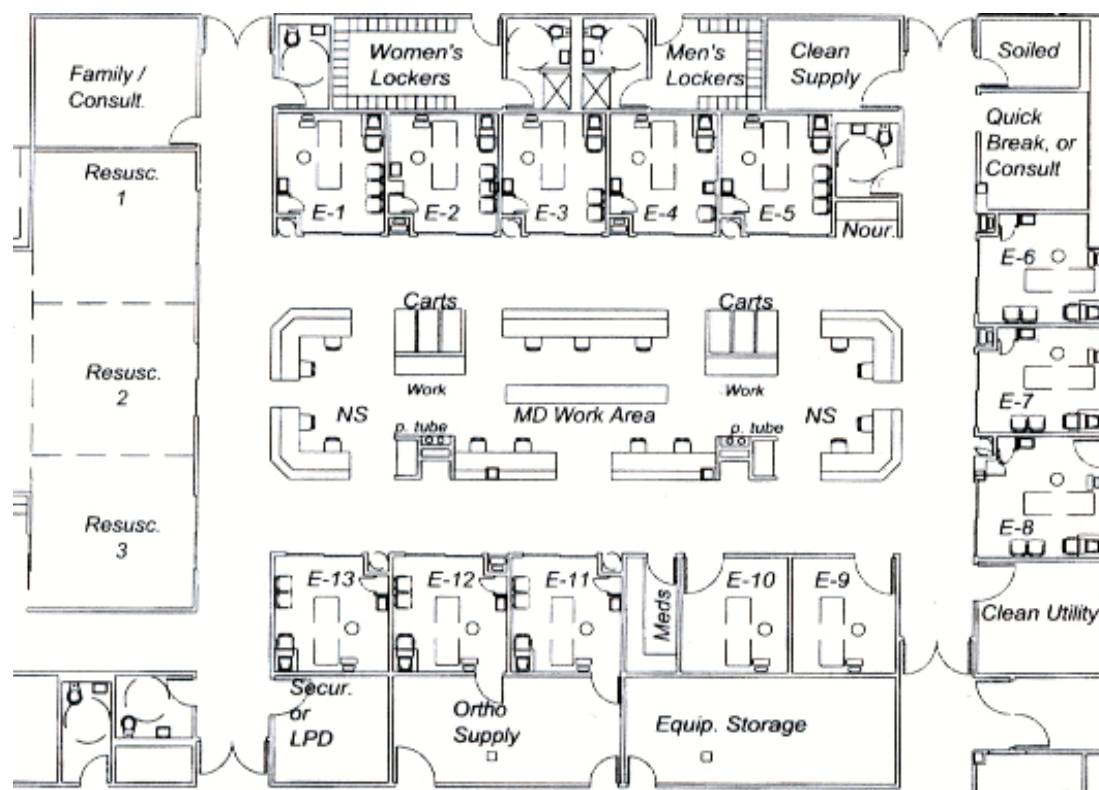 Family /
Consult.
Women's
Lockers
Men's
Lockers
Clean
Supply
Soiled
Quick
Break, or
Consult
Resusc.
1
E-1
E-2
E-3
E-4
E-5
Nour.
E-6
Carts
Carts
Resusc.
2
Work
Work
E-7
NS
MD Work Area
NS
p. tube
p. tube
Resusc.
3
E-8
E-13
E-12
E-11
Meds
E-10
E-9
Clean Utility
Secur.
or
LPD
Ortho
Supply
Equip. Storage